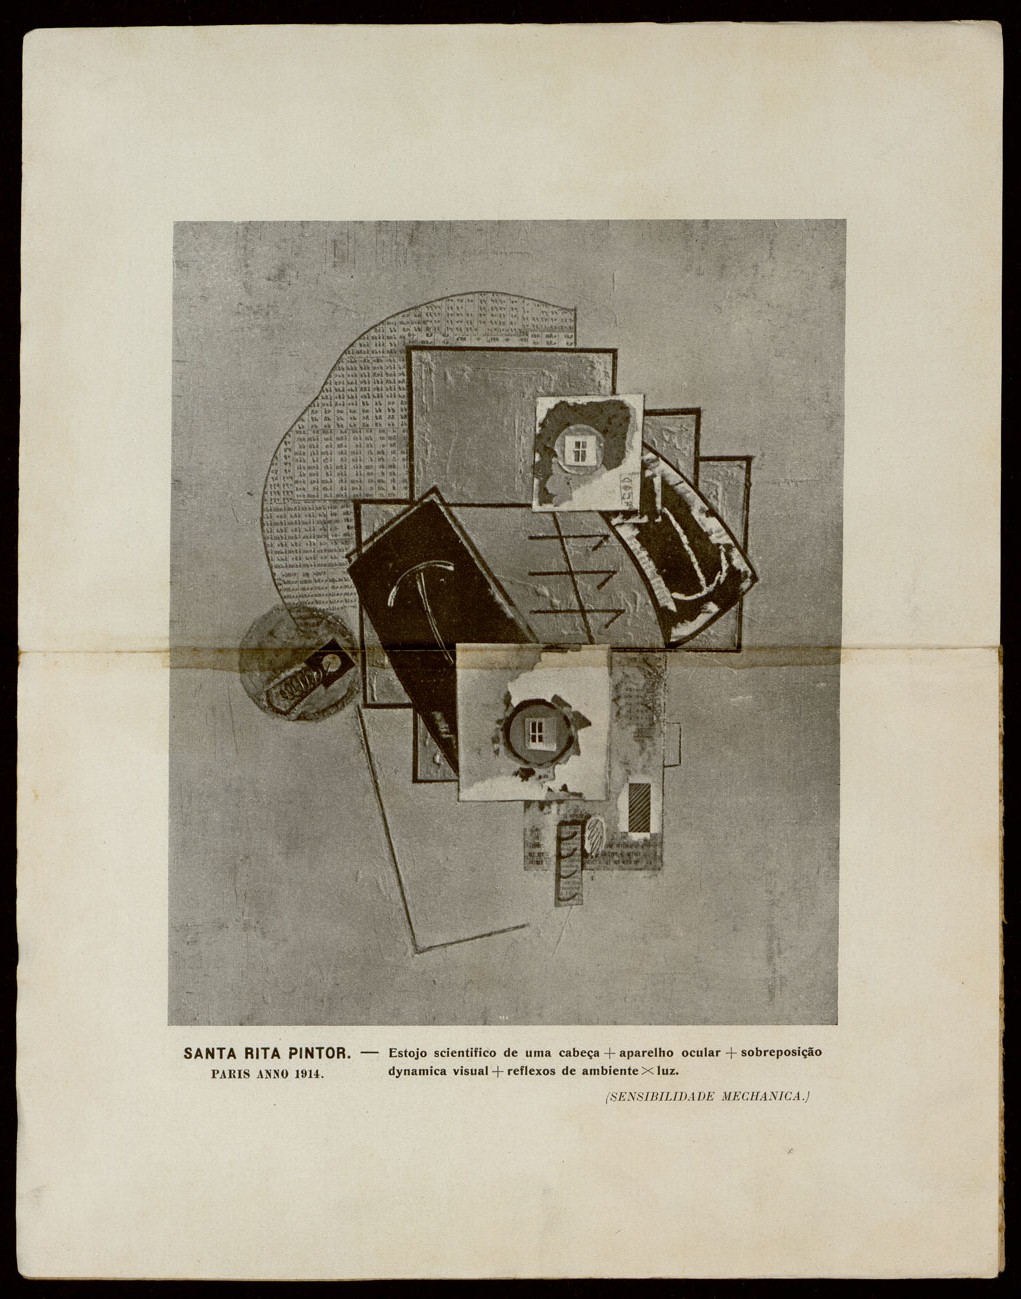 SANTA RITA PINTOR. — Estojo scientifico de uma cabeça + aparelho ocular + sobreposição
PARIS ANNO 1914. dynamica visual + reflexos de ambiente × luz.
(SENSIBILIDADE MECHANICA.)